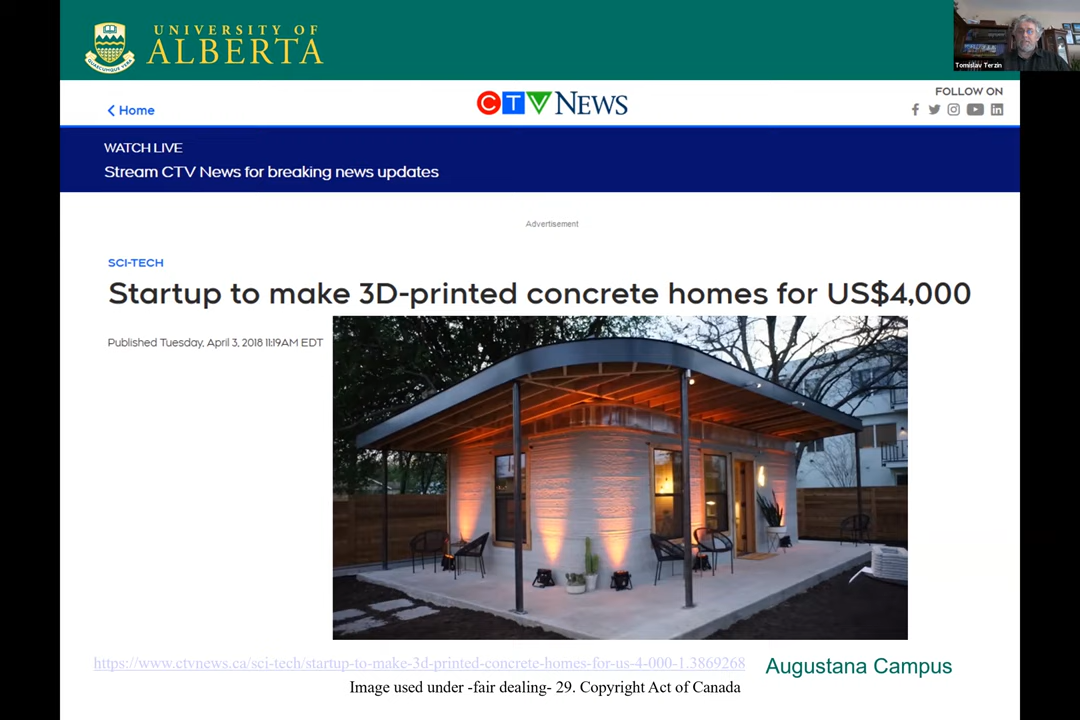 UNIVERSITY OF
ALBERTA
Tomislav Terzin
Home
CTV NEWS
FOLLOW ON
WATCH LIVE
Stream CTV News for breaking news updates
Advertisement
SCI-TECH
Startup to make 3D-printed concrete homes for US$4,000
Published Tuesday, April 3, 2018 11:19AM EDT
https://www.ctvnews.ca/sci-tech/startup-to-make-3d-printed-concrete-homes-for-us-4-000-1.3869268
Augustana Campus
Image used under -fair dealing- 29. Copyright Act of Canada